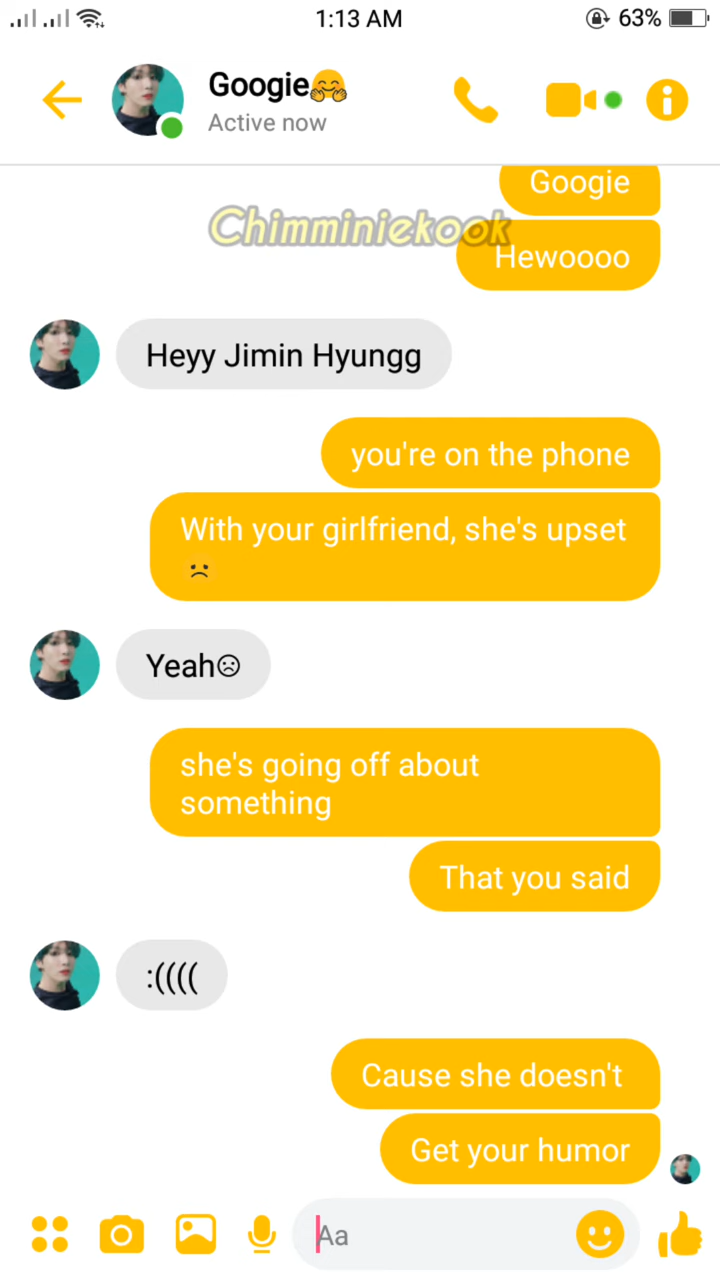 1:13 AM
63%
Googie🤗
Active now
Googie
Chimminiekook
Hewoooo
Heyy Jimin Hyungg
you're on the phone
With your girlfriend, she's upset
☹
Yeah☹
she's going off about
something
That you said
:((((
Cause she doesn't
Get your humor
Aa